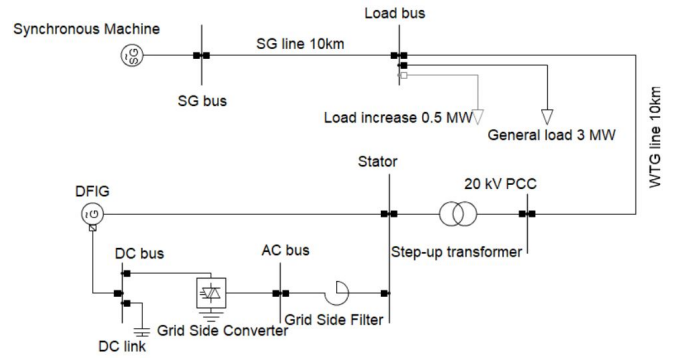 Load bus
Synchronous Machine
SG line 10km
SG
~
SG bus
Load increase 0.5 MW
General load 3 MW
WTG line 10km
Stator
DFIG
20 kV PCC
G
~
DC bus
AC bus
Step-up transformer
Grid Side Converter
Grid Side Filter
DC link